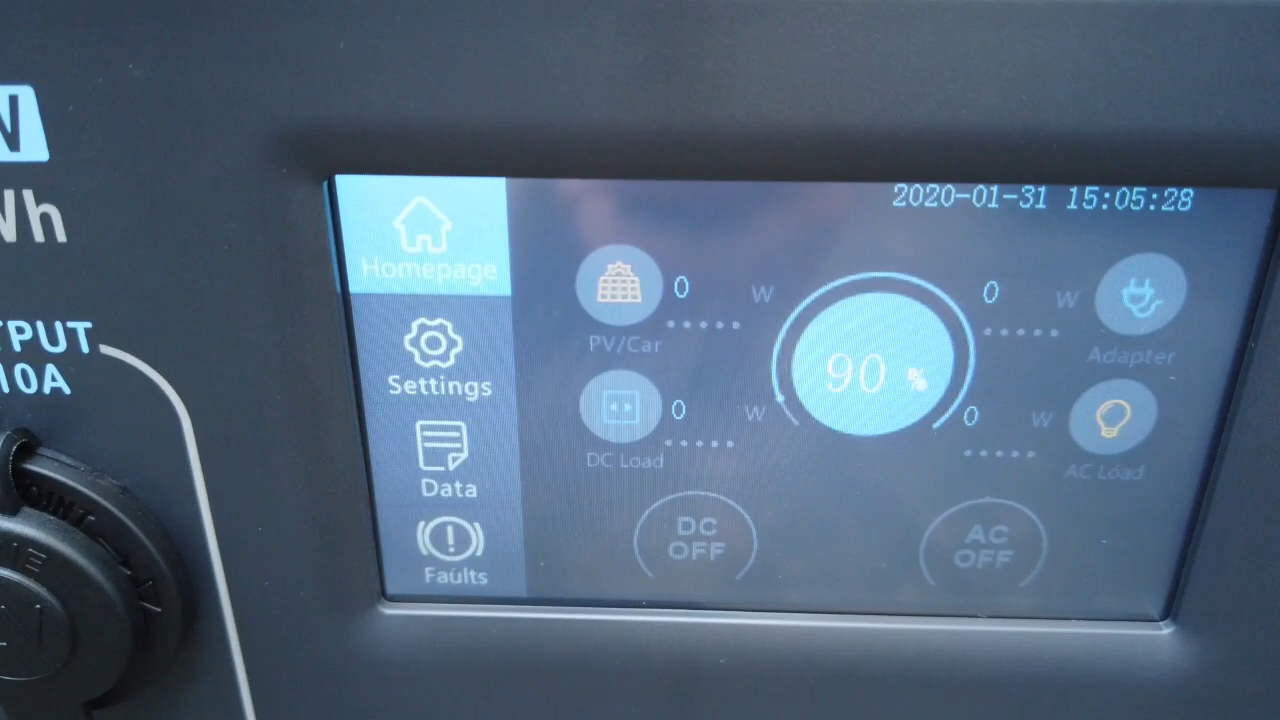 N
Wh
TPUT
10A
Homepage
Settings
Data
Faults
2020-01-31 15:05:28
0 W
PV/Car
0 W
DC Load
90 %
0 W
Adapter
0 W
AC Load
DC
OFF
AC
OFF